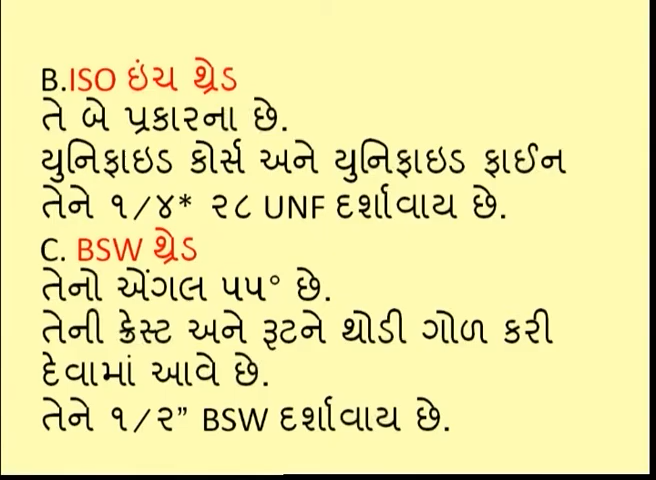 B.ISO ઇંચ થ્રેડ
તે બે પ્રકારના છે.
યુનિફાઇડ કોર્સ અને યુનિફાઇડ ફાઈન
તેને ૧/૪* ૨૮ UNF દર્શાવાય છે.
C. BSW થ્રેડ
તેનો એંગલ ૫૫° છે.
તેની ક્રેસ્ટ અને રૂટને થોડી ગોળ કરી
દેવામાં આવે છે.
તેને ૧/૨” BSW દર્શાવાય છે.